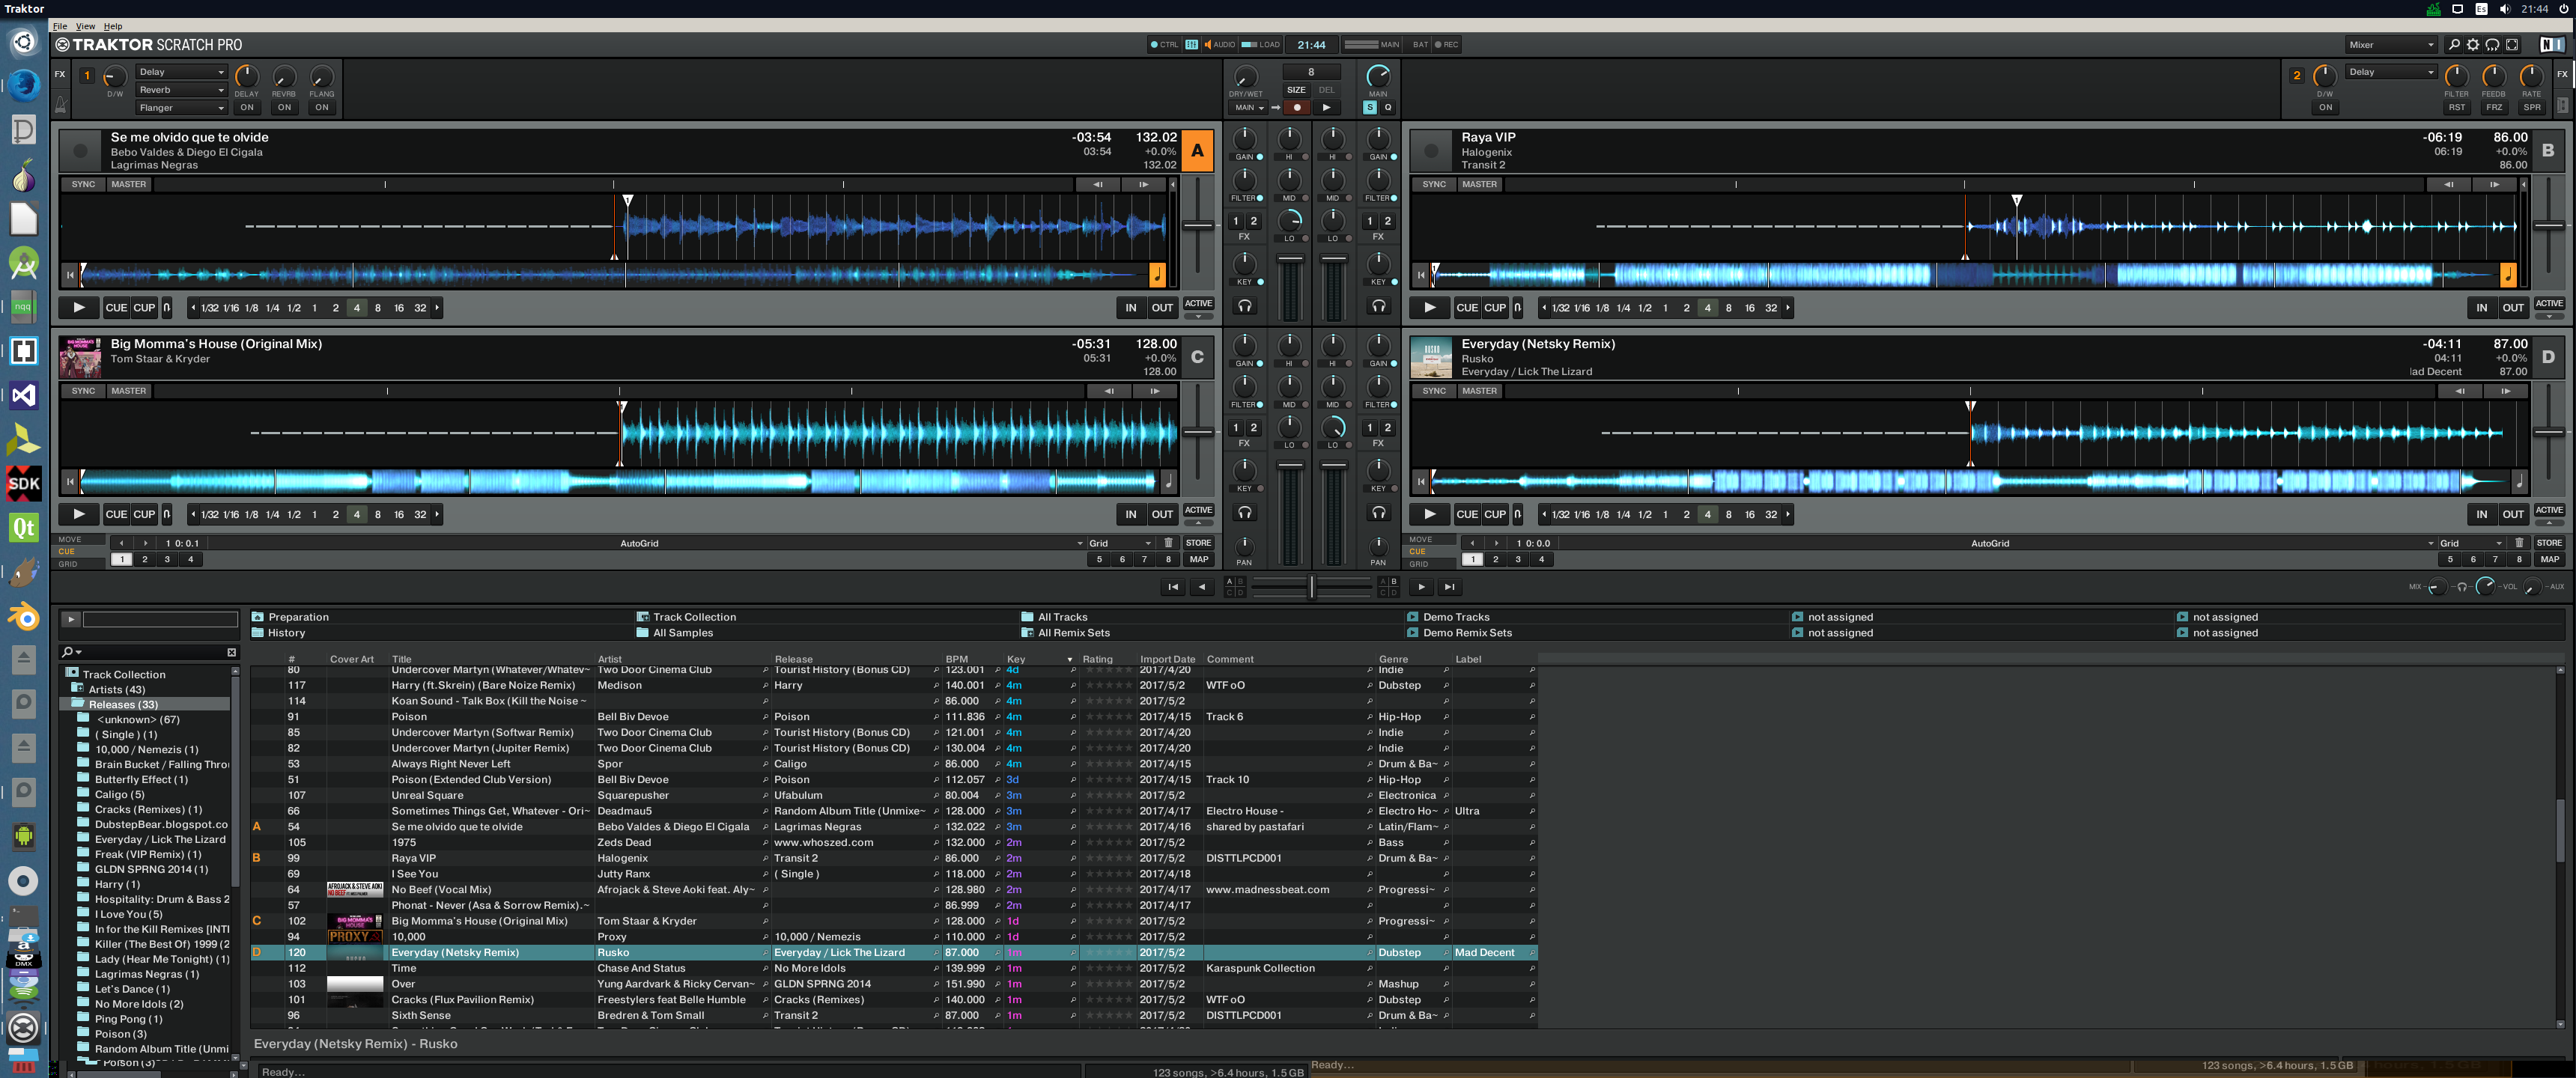 Traktor
Es 21:44
File View Help
TRAKTOR SCRATCH PRO
CTRL AUDIO LOAD 21:44 MAIN BAT REC
Mixer
FX 1 D/W Delay Reverb Flanger DELAY REVRB FLANG
ON ON ON
DRY/WET 8 SIZE DEL MAIN
MAIN S Q
2 D/W Delay FILTER FEEDB RATE FX
ON RST FRZ SPR
Se me olvido que te olvide -03:54 132.02 A
Bebo Valdes & Diego El Cigala 03:54 +0.0%
Lagrimas Negras 132.02
SYNC MASTER
1
CUE CUP 1/32 1/16 1/8 1/4 1/2 1 2 4 8 16 32 IN OUT ACTIVE
Raya VIP -06:19 86.00 B
Halogenix 06:19 +0.0%
Transit 2 86.00
SYNC MASTER
CUE CUP 1/32 1/16 1/8 1/4 1/2 1 2 4 8 16 32 IN OUT ACTIVE
GAIN HI HI GAIN
FILTER MID MID FILTER
1 2 LO LO 1 2
FX FX
KEY KEY
Big Momma's House (Original Mix) -05:31 128.00 C
Tom Staar & Kryder 05:31 +0.0%
128.00
SYNC MASTER
CUE CUP 1/32 1/16 1/8 1/4 1/2 1 2 4 8 16 32 IN OUT ACTIVE
Everyday (Netsky Remix) -04:11 87.00 D
Rusko 04:11 +0.0%
Everyday / Lick The Lizard ad Decent 87.00
SYNC MASTER
CUE CUP 1/32 1/16 1/8 1/4 1/2 1 2 4 8 16 32 IN OUT ACTIVE
GAIN HI HI GAIN
FILTER MID MID FILTER
1 2 LO LO 1 2
FX FX
KEY KEY
PAN PAN
MOVE
CUE 1 0: 0.1 AutoGrid Grid STORE
GRID 1 2 3 4 5 6 7 8 MAP
MOVE
CUE 1 0: 0.0 AutoGrid Grid STORE
GRID 1 2 3 4 5 6 7 8 MAP
A B C D A B C D
MIX VOL AUX
Preparation Track Collection All Tracks Demo Tracks not assigned not assigned
History All Samples All Remix Sets Demo Remix Sets not assigned not assigned
Track Collection
Artists (43)
Releases (33)
<unknown> (67)
( Single ) (1)
10,000 / Nemezis (1)
Brain Bucket / Falling Thro
Butterfly Effect (1)
Caligo (5)
Cracks (Remixes) (1)
DubstepBear.blogspot.co
Everyday / Lick The Lizard
Freak (VIP Remix) (1)
GLDN SPRNG 2014 (1)
Harry (1)
Hospitality: Drum & Bass 2
I Love You (5)
In for the Kill Remixes [INTI
Killer (The Best Of) 1999 (2
Lady (Hear Me Tonight) (1)
Lagrimas Negras (1)
Let's Dance (1)
No More Idols (2)
Ping Pong (1)
Poison (3)
Random Album Title (Unmi
Poison (3)
# Cover Art Title Artist Release BPM Key Rating Import Date Comment Genre Label
80 Undercover Martyn (Whatever/Whatev~ Two Door Cinema Club Tourist History (Bonus CD) 123.001 4d 2017/4/20 Indie
117 Harry (ft.Skrein) (Bare Noize Remix) Medison Harry 140.001 4m 2017/5/2 WTF oO Dubstep
114 Koan Sound - Talk Box (Kill the Noise ~ 86.000 4m 2017/5/2
91 Poison Bell Biv Devoe Poison 111.836 4m 2017/4/15 Track 6 Hip-Hop
85 Undercover Martyn (Softwar Remix) Two Door Cinema Club Tourist History (Bonus CD) 121.001 4m 2017/4/20 Indie
82 Undercover Martyn (Jupiter Remix) Two Door Cinema Club Tourist History (Bonus CD) 130.004 4m 2017/4/20 Indie
53 Always Right Never Left Spor Caligo 86.000 4m 2017/4/15 Drum & Ba~
51 Poison (Extended Club Version) Bell Biv Devoe Poison 112.057 3d 2017/4/15 Track 10 Hip-Hop
107 Unreal Square Squarepusher Ufabulum 80.004 3m 2017/5/2 Electronica
66 Sometimes Things Get, Whatever - Ori~ Deadmau5 Random Album Title (Unmixe~ 128.000 3m 2017/4/17 Electro House - Electro Ho~ Ultra
A 54 Se me olvido que te olvide Bebo Valdes & Diego El Cigala Lagrimas Negras 132.022 3m 2017/4/16 shared by pastafari Latin/Flam~
105 1975 Zeds Dead www.whoszed.com 132.000 2m 2017/5/2 Bass
B 99 Raya VIP Halogenix Transit 2 86.000 2m 2017/5/2 DISTTLPCD001 Drum & Ba~
69 I See You Jutty Ranx ( Single ) 118.000 2m 2017/4/18
64 No Beef (Vocal Mix) Afrojack & Steve Aoki feat. Aly~ 128.980 2m 2017/4/17 www.madnessbeat.com Progressi~
57 Phonat - Never (Asa & Sorrow Remix).~ 86.999 2m 2017/4/17
C 102 Big Momma's House (Original Mix) Tom Staar & Kryder 128.000 1d 2017/5/2 Progressi~
94 PROXY 10,000 Proxy 10,000 / Nemezis 110.000 1d 2017/5/2
D 120 Everyday (Netsky Remix) Rusko Everyday / Lick The Lizard 87.000 1m 2017/5/2 Dubstep Mad Decent
112 Time Chase And Status No More Idols 139.999 1m 2017/5/2 Karaspunk Collection
103 Over Yung Aardvark & Ricky Cervan~ GLDN SPRNG 2014 151.990 1m 2017/5/2 Mashup
101 Cracks (Flux Pavilion Remix) Freestylers feat Belle Humble Cracks (Remixes) 140.000 1m 2017/5/2 WTF oO Dubstep
96 Sixth Sense Bredren & Tom Small Transit 2 87.000 1m 2017/5/2 DISTTLPCD001 Drum & Ba~
Everyday (Netsky Remix) - Rusko
Ready... 123 songs, >6.4 hours, 1.5 GB Ready... 123 songs, >6.4 hours, 1.5 GB
nqq
SDK
Qt
DMX